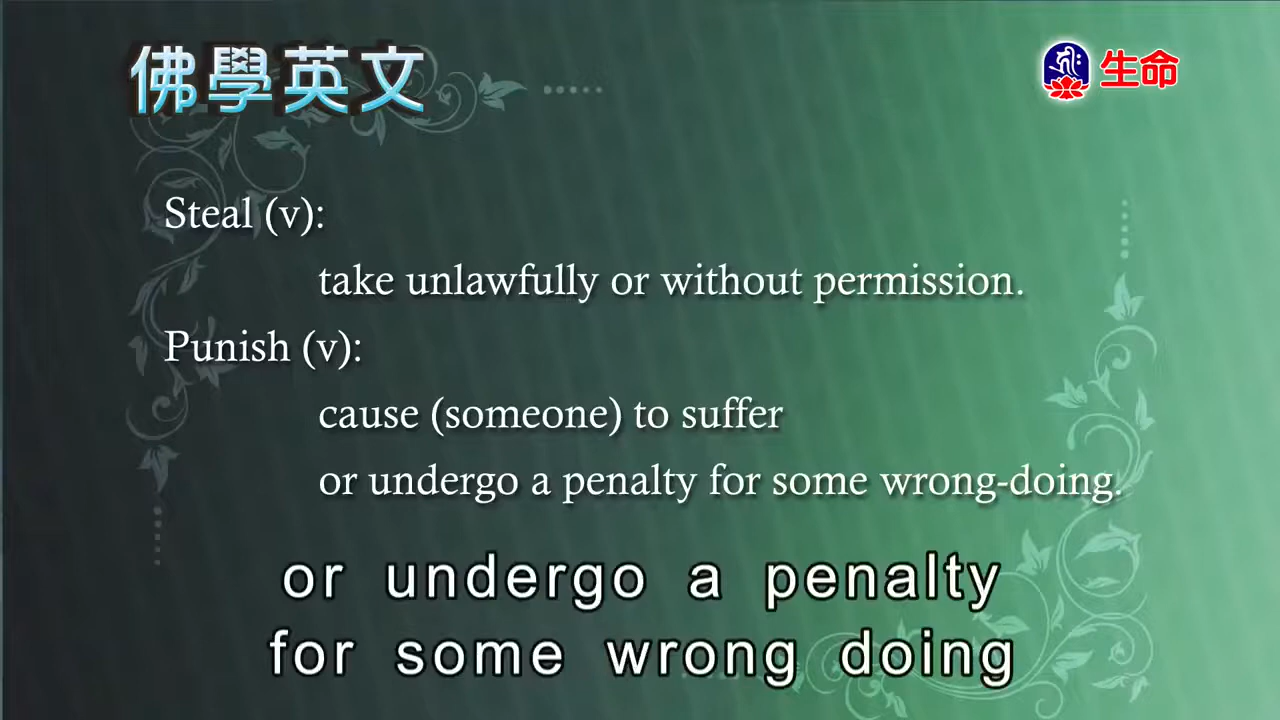 佛學英文
生命
Steal (v):
take unlawfully or without permission.
Punish (v):
cause (someone) to suffer
or undergo a penalty for some wrong-doing.
or undergo a penalty
for some wrong doing